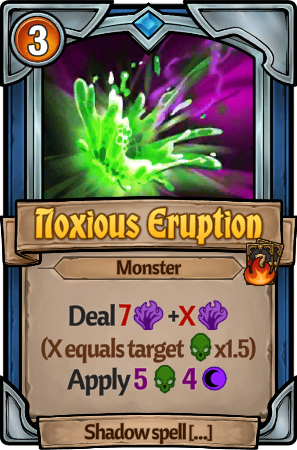 3
Noxious Eruption
Monster
Deal 7 +X
(X equals target x1.5)
Apply 5 4
Shadow spell [...]